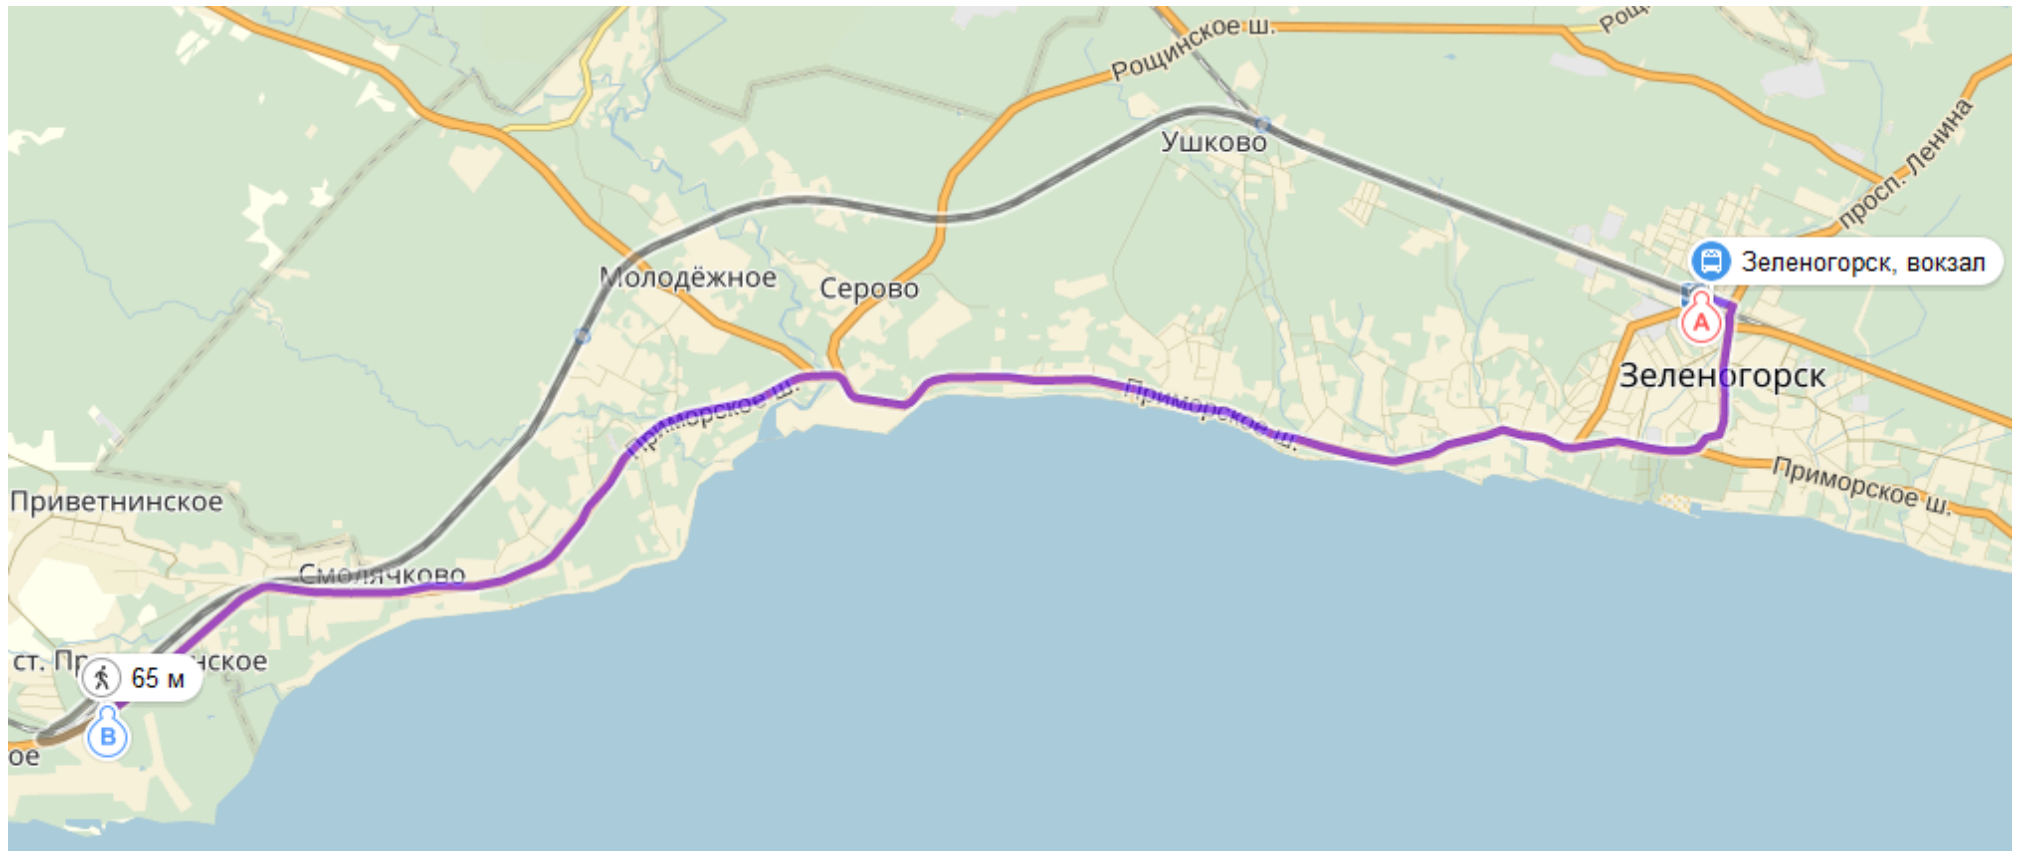 Рощинское ш.
Рощ
Ушково
просп. Ленина
Зеленогорск, вокзал
Молодёжное
Серово
A
Зеленогорск
Приморское ш.
Приморское ш.
Приморское ш.
Приветнинское
Смолячково
ст. Пр нское
65 м
B
ое